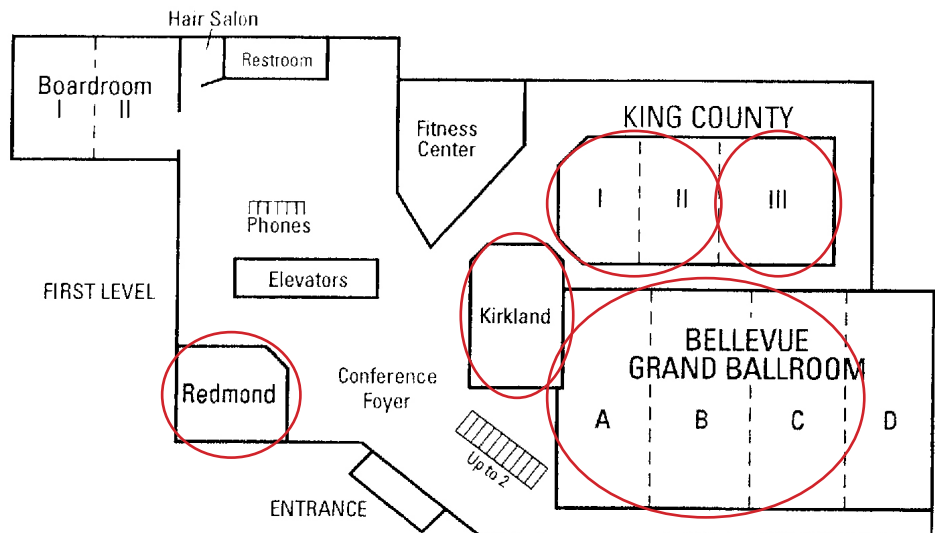 Hair Salon
Restroom
Boardroom
I II
Fitness
Center
KING COUNTY
I II III
Phones
Elevators
FIRST LEVEL
Kirkland
BELLEVUE
GRAND BALLROOM
Redmond
Conference
Foyer
A B C D
Up to 2
ENTRANCE